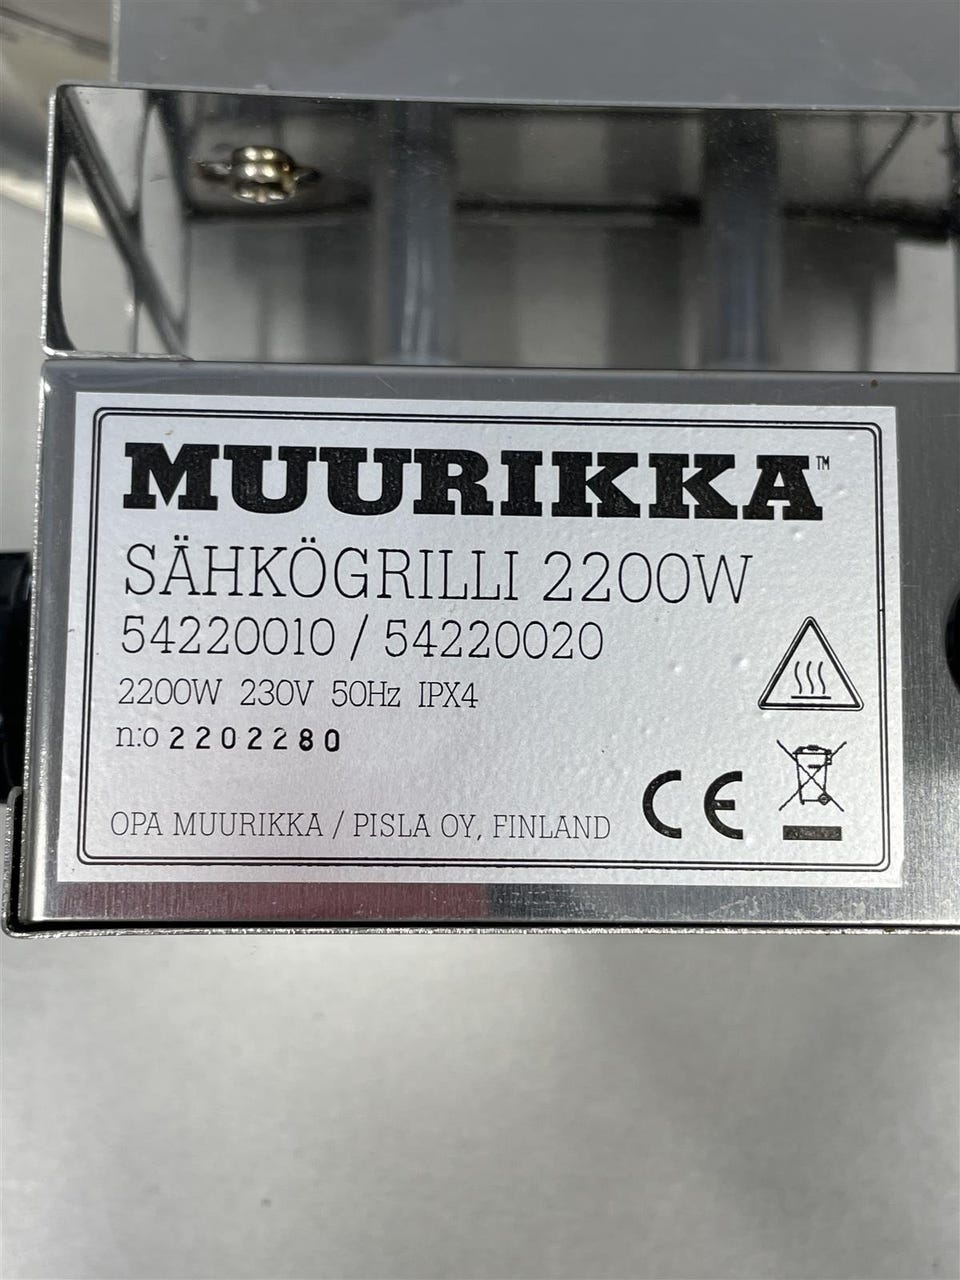 MUURIKKA™
SÄHKÖGRILLI 2200W
54220010 / 54220020
2200W 230V 50Hz IPX4
n:o 2202280
OPA MUURIKKA / PISLA OY, FINLAND
CE